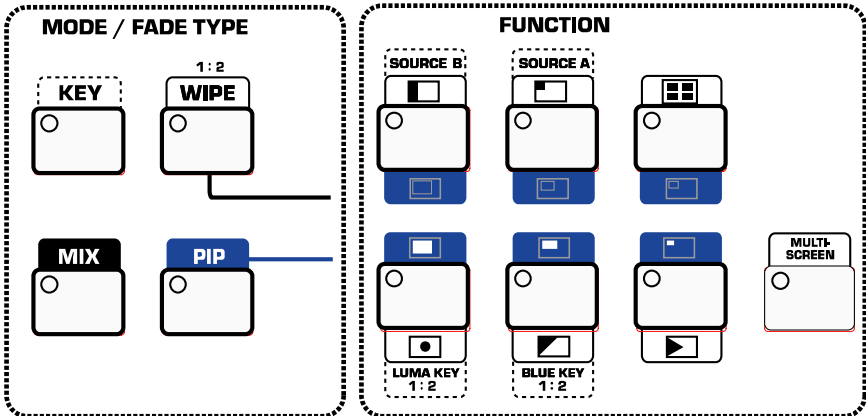 MODE / FADE TYPE
KEY
1:2
WIPE
MIX
PIP
FUNCTION
SOURCE B
SOURCE A
MULTI-
SCREEN
LUMA KEY
1:2
BLUE KEY
1:2